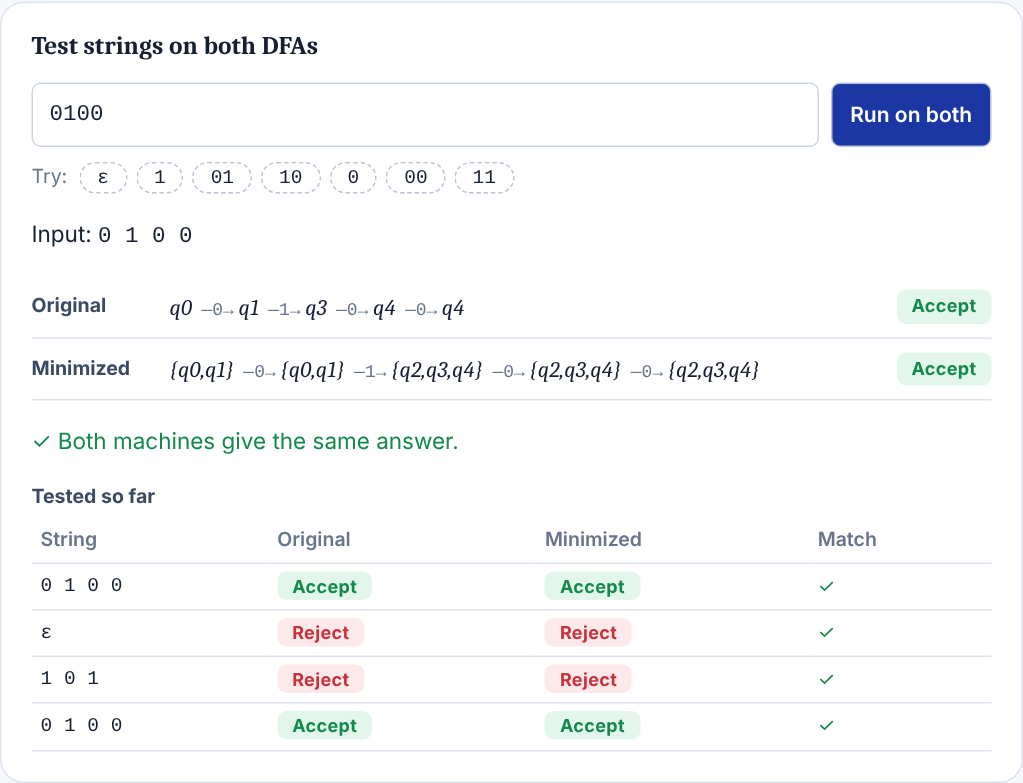 Test strings on both DFAs
0100
Run on both
Try: ε 1 01 10 0 00 11
Input: 0 1 0 0
Original q0 —0→ q1 —1→ q3 —0→ q4 —0→ q4 Accept
Minimized {q0,q1} —0→ {q0,q1} —1→ {q2,q3,q4} —0→ {q2,q3,q4} —0→ {q2,q3,q4} Accept
✓ Both machines give the same answer.
Tested so far
String Original Minimized Match
0 1 0 0 Accept Accept ✓
ε Reject Reject ✓
1 0 1 Reject Reject ✓
0 1 0 0 Accept Accept ✓